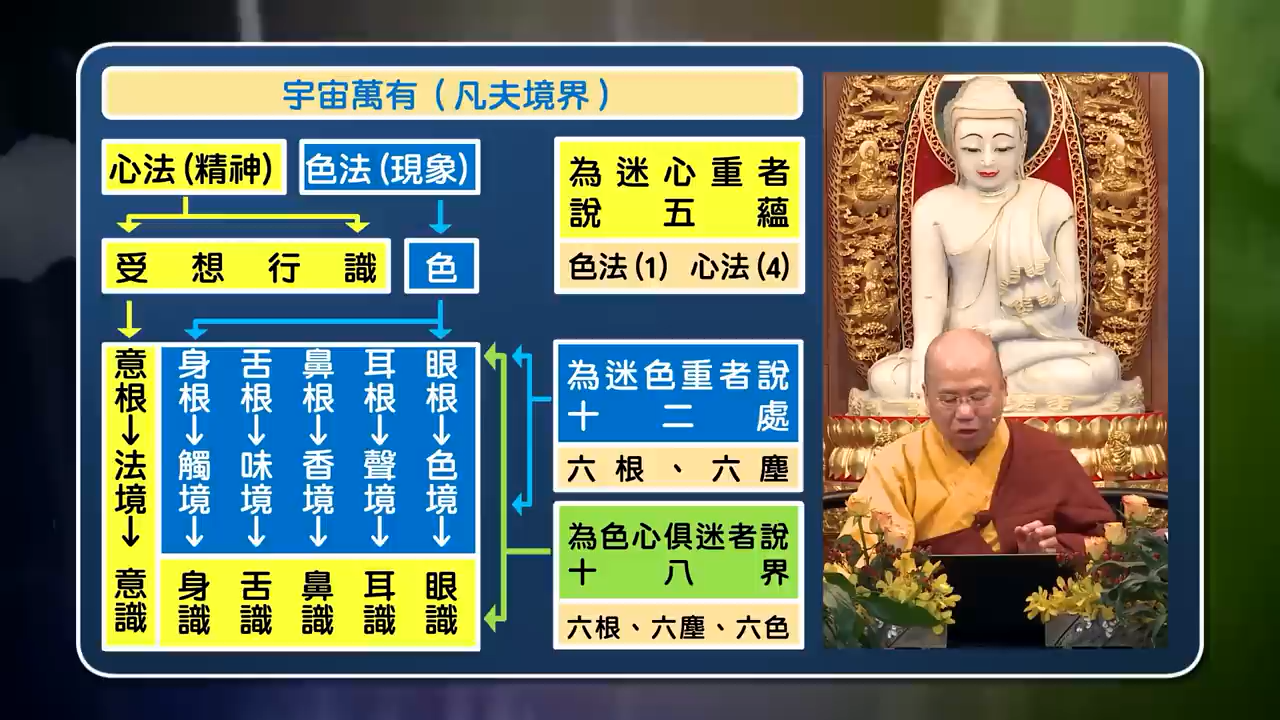 宇宙萬有（凡夫境界）
心法(精神)
色法(現象)
受想行識
色
意根↓法境↓意識
身根↓觸境↓身識
舌根↓味境↓舌識
鼻根↓香境↓鼻識
耳根↓聲境↓耳識
眼根↓色境↓眼識
為迷心重者
說五蘊
色法(1) 心法(4)
為迷色重者說
十二處
六根、六塵
為色心俱迷者說
十八界
六根、六塵、六色